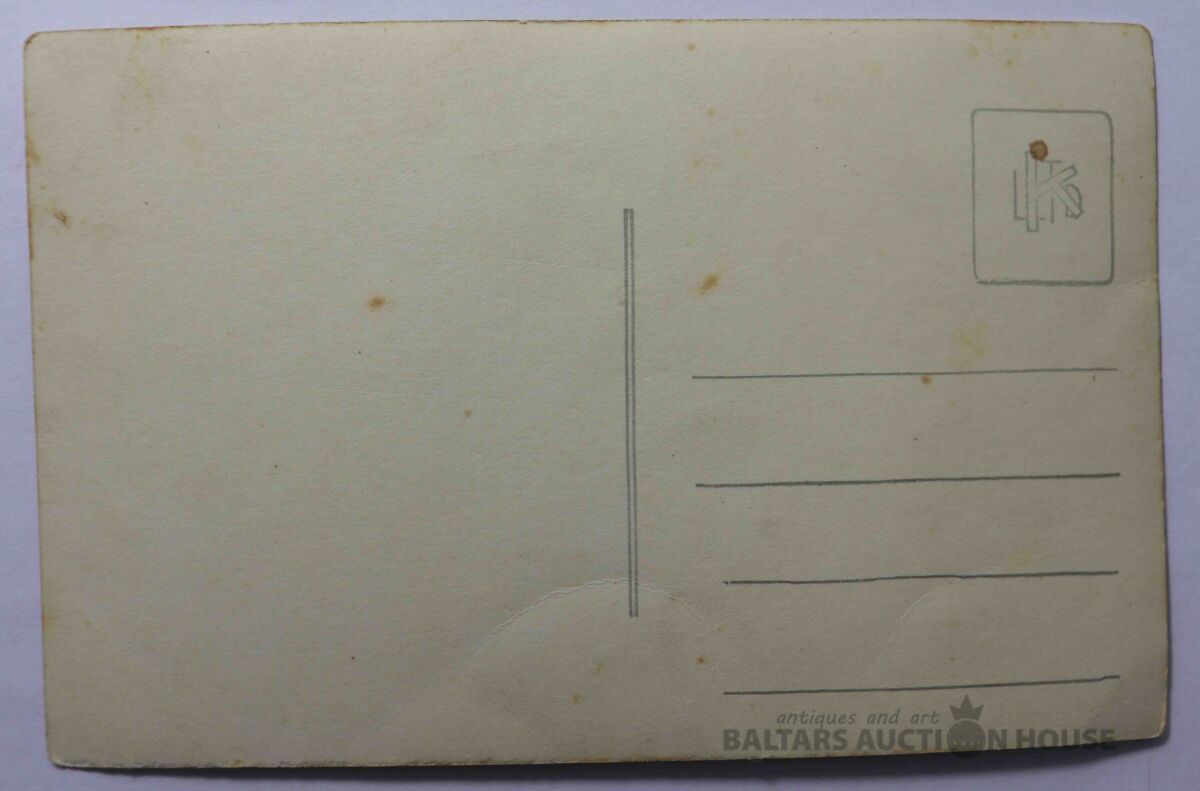 antiques and art
BALTARS AUCTION HOUSE